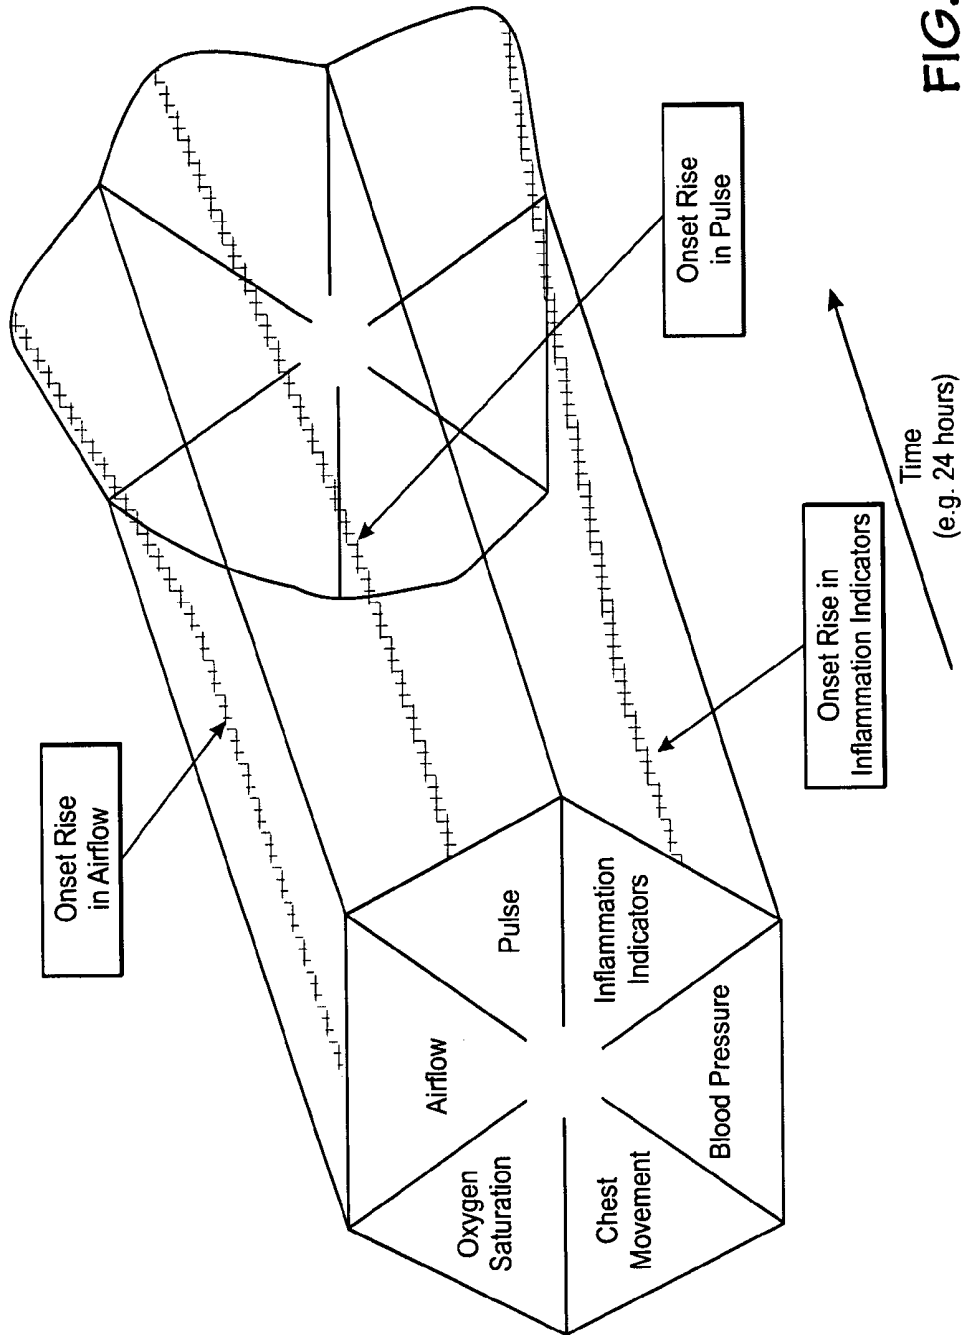 Onset Rise
in Airflow
Onset Rise
in Pulse
Onset Rise in
Inflammation Indicators
Oxygen
Saturation
Airflow
Pulse
Chest
Movement
Blood Pressure
Inflammation
Indicators
Time
(e.g. 24 hours)
FIG.